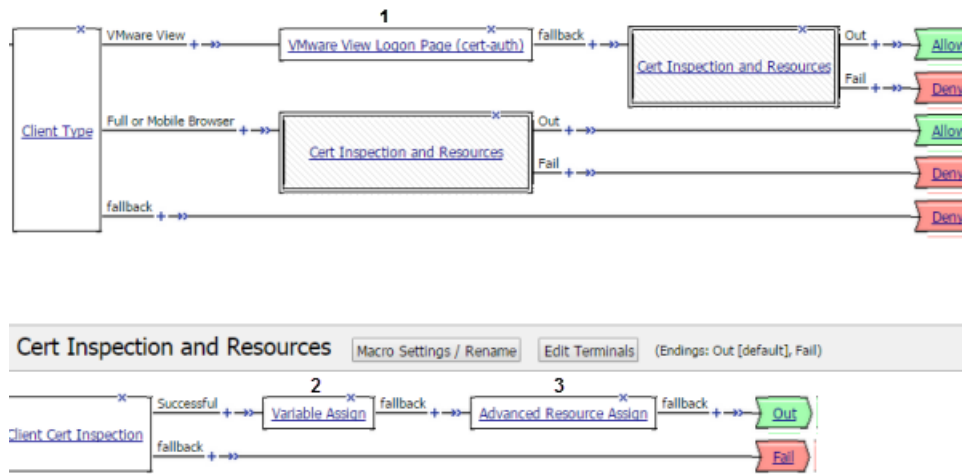 1
VMware View + VMware View Logon Page (cert-auth) fallback + Cert Inspection and Resources Out + Allow
Fail + Deny
Client Type Full or Mobile Browser + Cert Inspection and Resources Out + Allow
Fail + Deny
fallback + Deny
Cert Inspection and Resources Macro Settings / Rename Edit Terminals (Endings: Out [default], Fail)
2 3
Client Cert Inspection Successful + Variable Assign fallback + Advanced Resource Assign fallback + Out
fallback + Fail